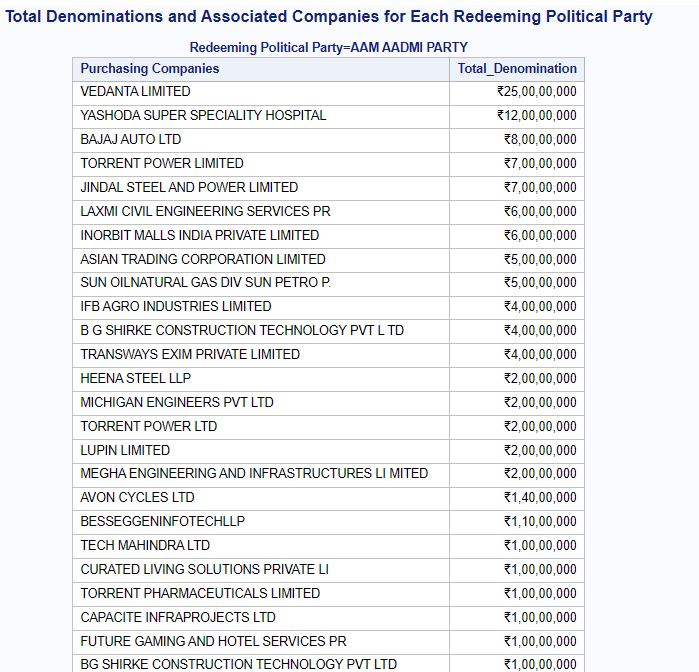 Total Denominations and Associated Companies for Each Redeeming Political Party
Redeeming Political Party=AAM AADMI PARTY
Purchasing Companies Total_Denomination
VEDANTA LIMITED ₹25,00,00,000
YASHODA SUPER SPECIALITY HOSPITAL ₹12,00,00,000
BAJAJ AUTO LTD ₹8,00,00,000
TORRENT POWER LIMITED ₹7,00,00,000
JINDAL STEEL AND POWER LIMITED ₹7,00,00,000
LAXMI CIVIL ENGINEERING SERVICES PR ₹6,00,00,000
INORBIT MALLS INDIA PRIVATE LIMITED ₹6,00,00,000
ASIAN TRADING CORPORATION LIMITED ₹5,00,00,000
SUN OILNATURAL GAS DIV SUN PETRO P. ₹5,00,00,000
IFB AGRO INDUSTRIES LIMITED ₹4,00,00,000
B G SHIRKE CONSTRUCTION TECHNOLOGY PVT L TD ₹4,00,00,000
TRANSWAYS EXIM PRIVATE LIMITED ₹4,00,00,000
HEENA STEEL LLP ₹2,00,00,000
MICHIGAN ENGINEERS PVT LTD ₹2,00,00,000
TORRENT POWER LTD ₹2,00,00,000
LUPIN LIMITED ₹2,00,00,000
MEGHA ENGINEERING AND INFRASTRUCTURES LI MITED ₹2,00,00,000
AVON CYCLES LTD ₹1,40,00,000
BESSEGGENINFOTECHLLP ₹1,10,00,000
TECH MAHINDRA LTD ₹1,00,00,000
CURATED LIVING SOLUTIONS PRIVATE LI ₹1,00,00,000
TORRENT PHARMACEUTICALS LIMITED ₹1,00,00,000
CAPACITE INFRAPROJECTS LTD ₹1,00,00,000
FUTURE GAMING AND HOTEL SERVICES PR ₹1,00,00,000
BG SHIRKE CONSTRUCTION TECHNOLOGY PVT LTD ₹1,00,00,000